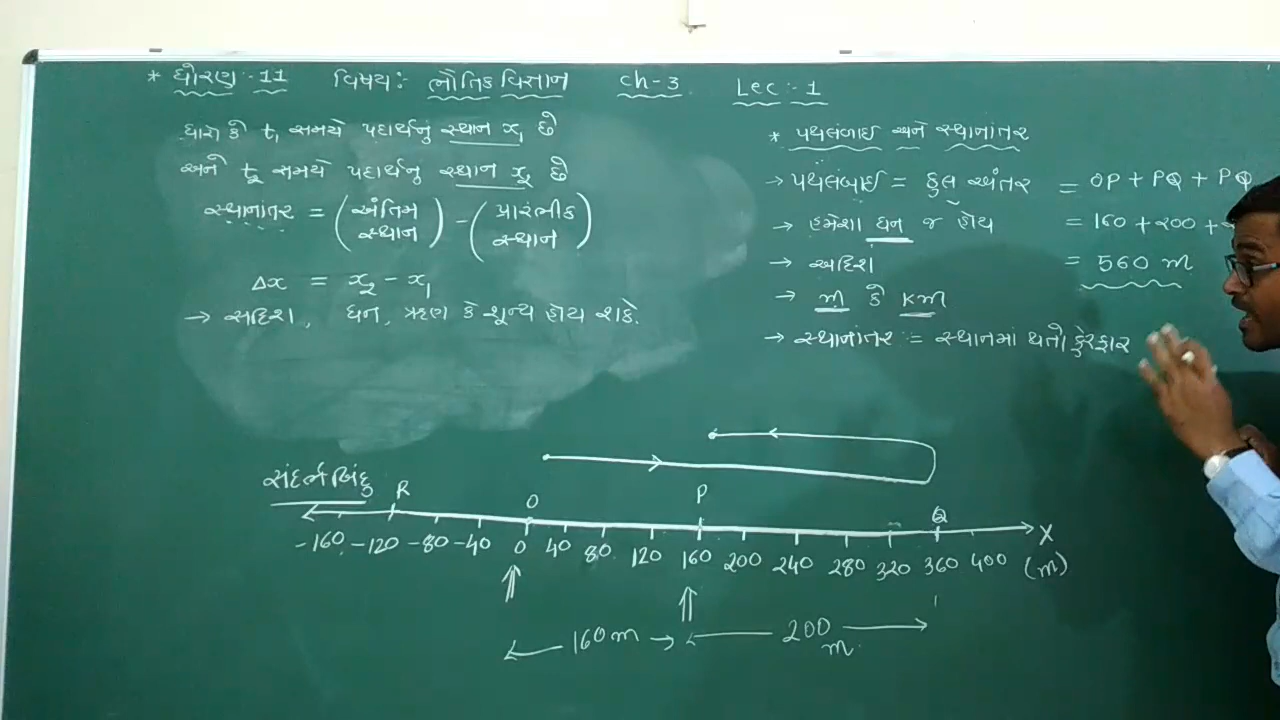 * ધોરણ :- 11 વિષય : ભૌતિક વિજ્ઞાન ch-3 Lec :- 1
ધારો કે t₁ સમયે પદાર્થનું સ્થાન x₁ છે
અને t₂ સમયે પદાર્થનું સ્થાન x₂ છે
સ્થાનાંતર = (અંતિમ સ્થાન) - (પ્રારંભીક સ્થાન)
Δx = x₂ - x₁
→ સદિશ, ધન, ઋણ કે શૂન્ય હોય શકે.
* પથલંબાઈ અને સ્થાનાંતર
→ પથલંબાઈ = કુલ અંતર = OP + PQ + PQ
→ હમેશા ધન જ હોય = 160 + 200 +
→ અદિશ = 560 m
→ m કે km
→ સ્થાનાંતર = સ્થાનમાં થતો ફેરફાર
સંદર્ભબિંદુ
R O P Q
-160 -120 -80 -40 0 40 80 120 160 200 240 280 320 360 400 X (m)
160m 200 m